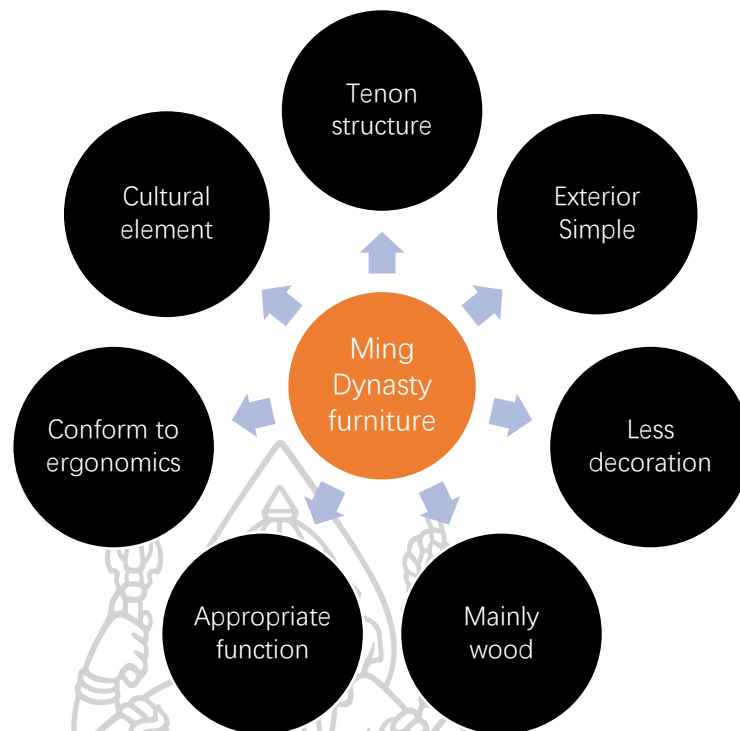 Tenon
structure
Cultural
element
Exterior
Simple
Ming
Dynasty
furniture
Conform to
ergonomics
Less
decoration
Appropriate
function
Mainly
wood